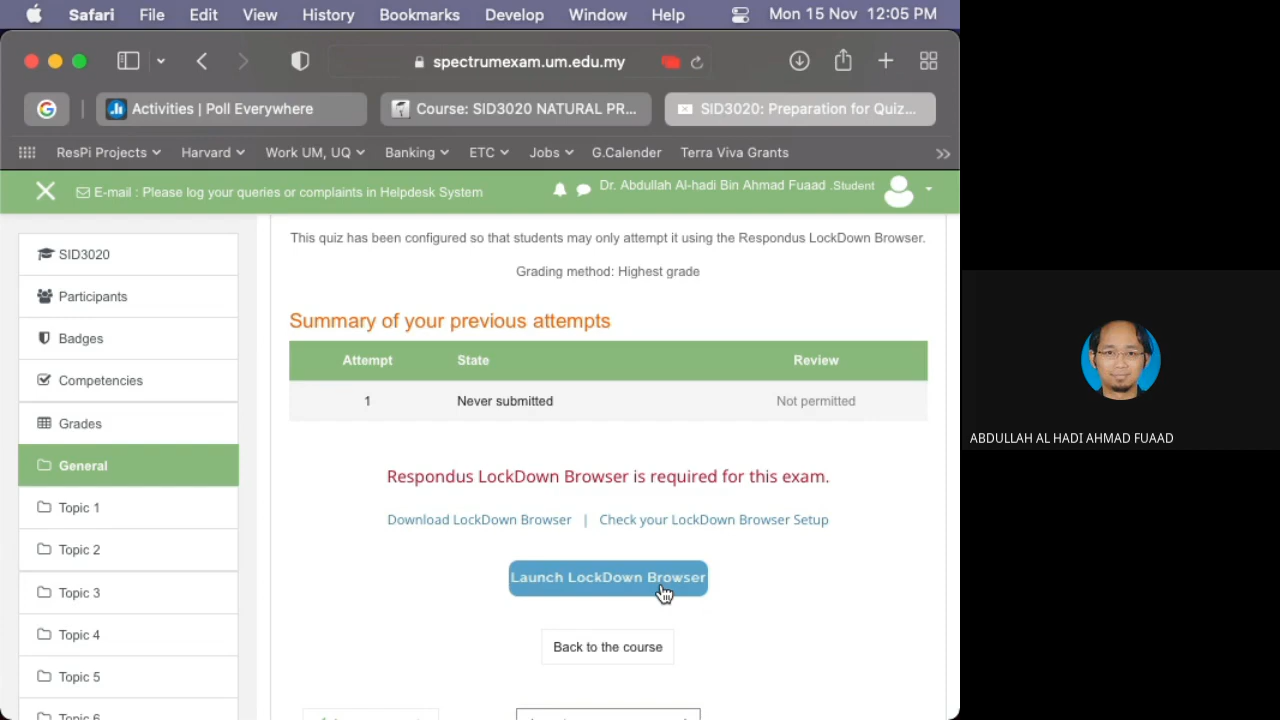 Safari File Edit View History Bookmarks Develop Window Help Mon 15 Nov 12:05 PM
spectrumexam.um.edu.my
G Activities | Poll Everywhere Course: SID3020 NATURAL PR... SID3020: Preparation for Quiz...
ResPi Projects Harvard Work UM, UQ Banking ETC Jobs G.Calender Terra Viva Grants
E-mail : Please log your queries or complaints in Helpdesk System Dr. Abdullah Al-hadi Bin Ahmad Fuaad .Student
This quiz has been configured so that students may only attempt it using the Respondus LockDown Browser.
Grading method: Highest grade
SID3020
Participants
Badges
Competencies
Grades
General
Topic 1
Topic 2
Topic 3
Topic 4
Topic 5
Summary of your previous attempts
Attempt State Review
1 Never submitted Not permitted
Respondus LockDown Browser is required for this exam.
Download LockDown Browser | Check your LockDown Browser Setup
Launch LockDown Browser
Back to the course
ABDULLAH AL HADI AHMAD FUAAD